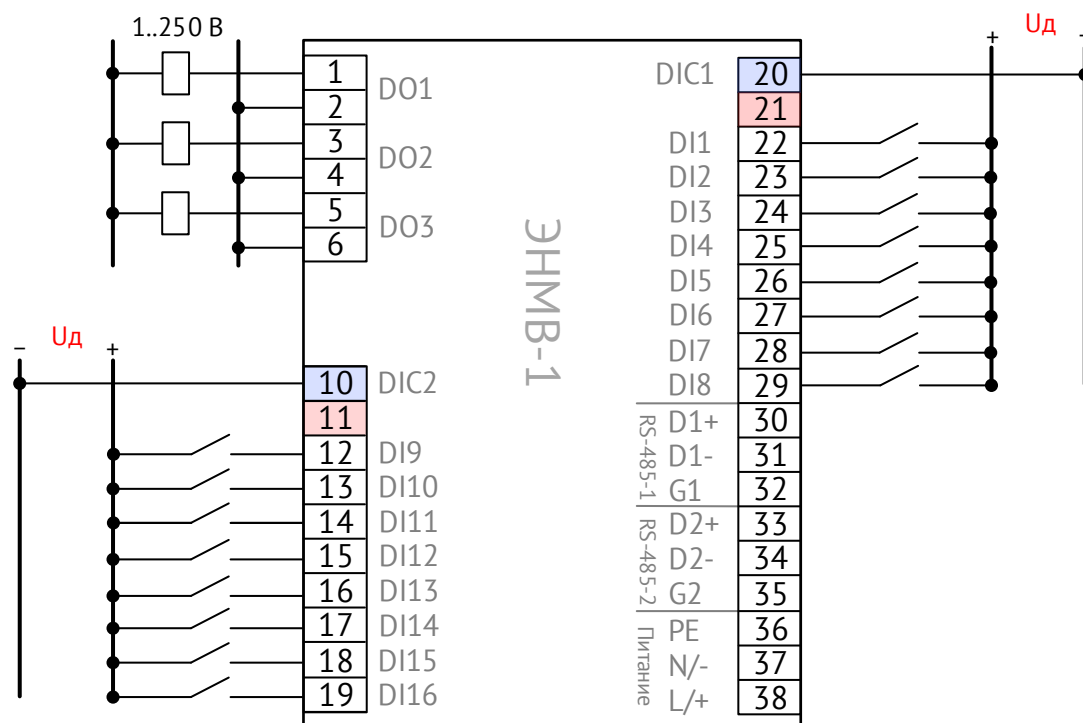 1..250 В
1 DO1
2
3 DO2
4
5 DO3
6
− Uд +
10 DIC2
11
12 DI9
13 DI10
14 DI11
15 DI12
16 DI13
17 DI14
18 DI15
19 DI16
ЭНМВ-1
+ Uд −
DIC1 20
21
DI1 22
DI2 23
DI3 24
DI4 25
DI5 26
DI6 27
DI7 28
DI8 29
RS-485-1
D1+ 30
D1- 31
G1 32
RS-485-2
D2+ 33
D2- 34
G2 35
Питание
PE 36
N/- 37
L/+ 38